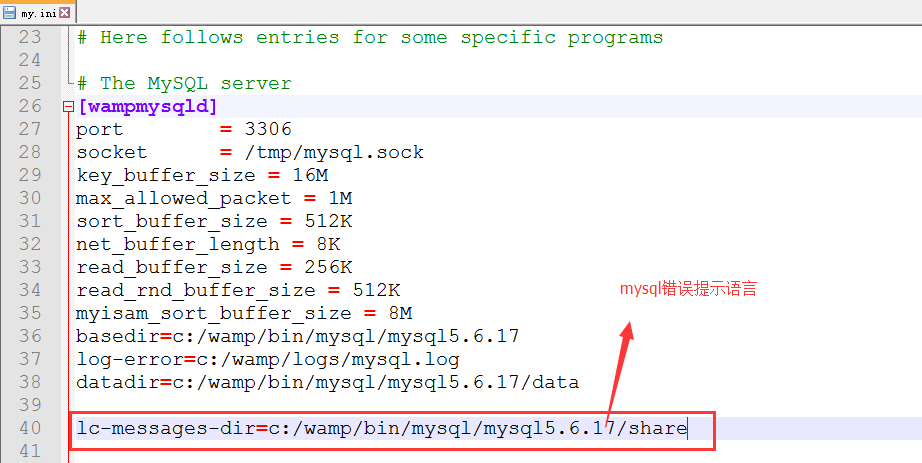 my.ini
23 # Here follows entries for some specific programs
24
25 # The MySQL server
26 [wampmysqld]
27 port = 3306
28 socket = /tmp/mysql.sock
29 key_buffer_size = 16M
30 max_allowed_packet = 1M
31 sort_buffer_size = 512K
32 net_buffer_length = 8K
33 read_buffer_size = 256K
34 read_rnd_buffer_size = 512K
mysql错误提示语言
35 myisam_sort_buffer_size = 8M
36 basedir=c:/wamp/bin/mysql/mysql5.6.17
37 log-error=c:/wamp/logs/mysql.log
38 datadir=c:/wamp/bin/mysql/mysql5.6.17/data
39
40 lc-messages-dir=c:/wamp/bin/mysql/mysql5.6.17/share
41